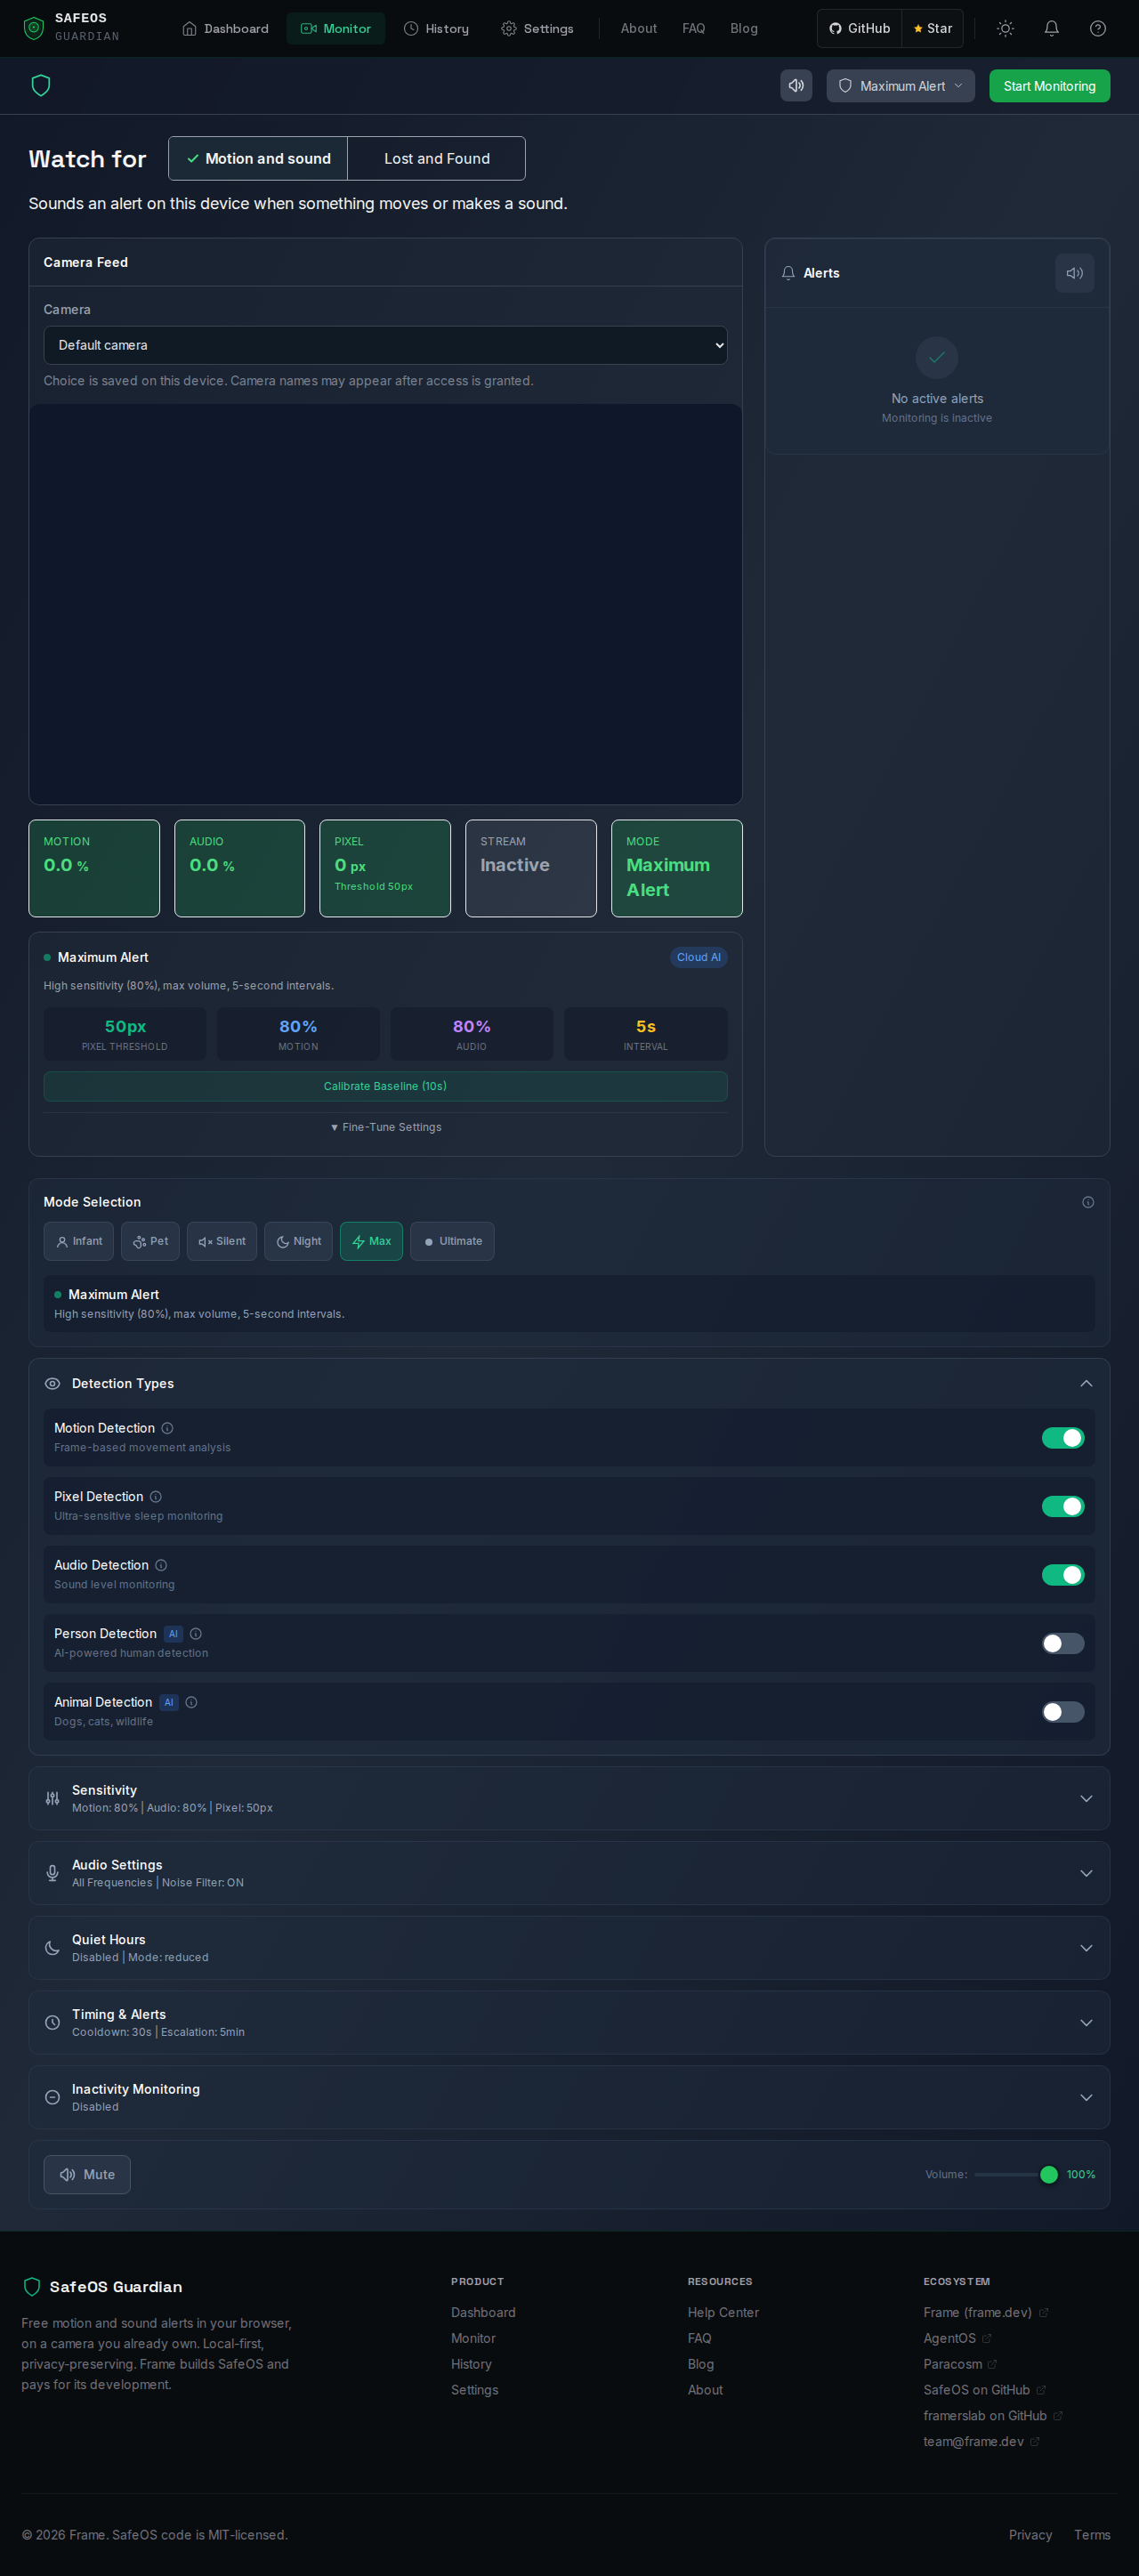 SAFEOS
GUARDIAN
Dashboard
Monitor
History
Settings
About
FAQ
Blog
GitHub
Star
Maximum Alert
Start Monitoring
Watch for
Motion and sound
Lost and Found
Sounds an alert on this device when something moves or makes a sound.
Camera Feed
Camera
Default camera
Choice is saved on this device. Camera names may appear after access is granted.
Alerts
No active alerts
Monitoring is inactive
MOTION
0.0 %
AUDIO
0.0 %
PIXEL
0 px
Threshold 50px
STREAM
Inactive
MODE
Maximum
Alert
Maximum Alert
Cloud AI
High sensitivity (80%), max volume, 5-second intervals.
50px
PIXEL THRESHOLD
80%
MOTION
80%
AUDIO
5s
INTERVAL
Calibrate Baseline (10s)
▼ Fine-Tune Settings
Mode Selection
Infant
Pet
Silent
Night
Max
Ultimate
Maximum Alert
High sensitivity (80%), max volume, 5-second intervals.
Detection Types
Motion Detection
Frame-based movement analysis
Pixel Detection
Ultra-sensitive sleep monitoring
Audio Detection
Sound level monitoring
Person Detection AI
AI-powered human detection
Animal Detection AI
Dogs, cats, wildlife
Sensitivity
Motion: 80% | Audio: 80% | Pixel: 50px
Audio Settings
All Frequencies | Noise Filter: ON
Quiet Hours
Disabled | Mode: reduced
Timing & Alerts
Cooldown: 30s | Escalation: 5min
Inactivity Monitoring
Disabled
Mute
Volume:
100%
SafeOS Guardian
Free motion and sound alerts in your browser,
on a camera you already own. Local-first,
privacy-preserving. Frame builds SafeOS and
pays for its development.
PRODUCT
Dashboard
Monitor
History
Settings
RESOURCES
Help Center
FAQ
Blog
About
ECOSYSTEM
Frame (frame.dev)
AgentOS
Paracosm
SafeOS on GitHub
framerslab on GitHub
team@frame.dev
© 2026 Frame. SafeOS code is MIT-licensed.
Privacy
Terms